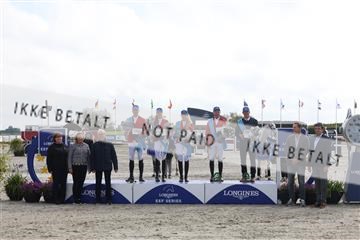 IKKE BETALT
NOT PAID
IKKE BETALT
LONGINES
LONGINES
EEF SERIES
LONGINES